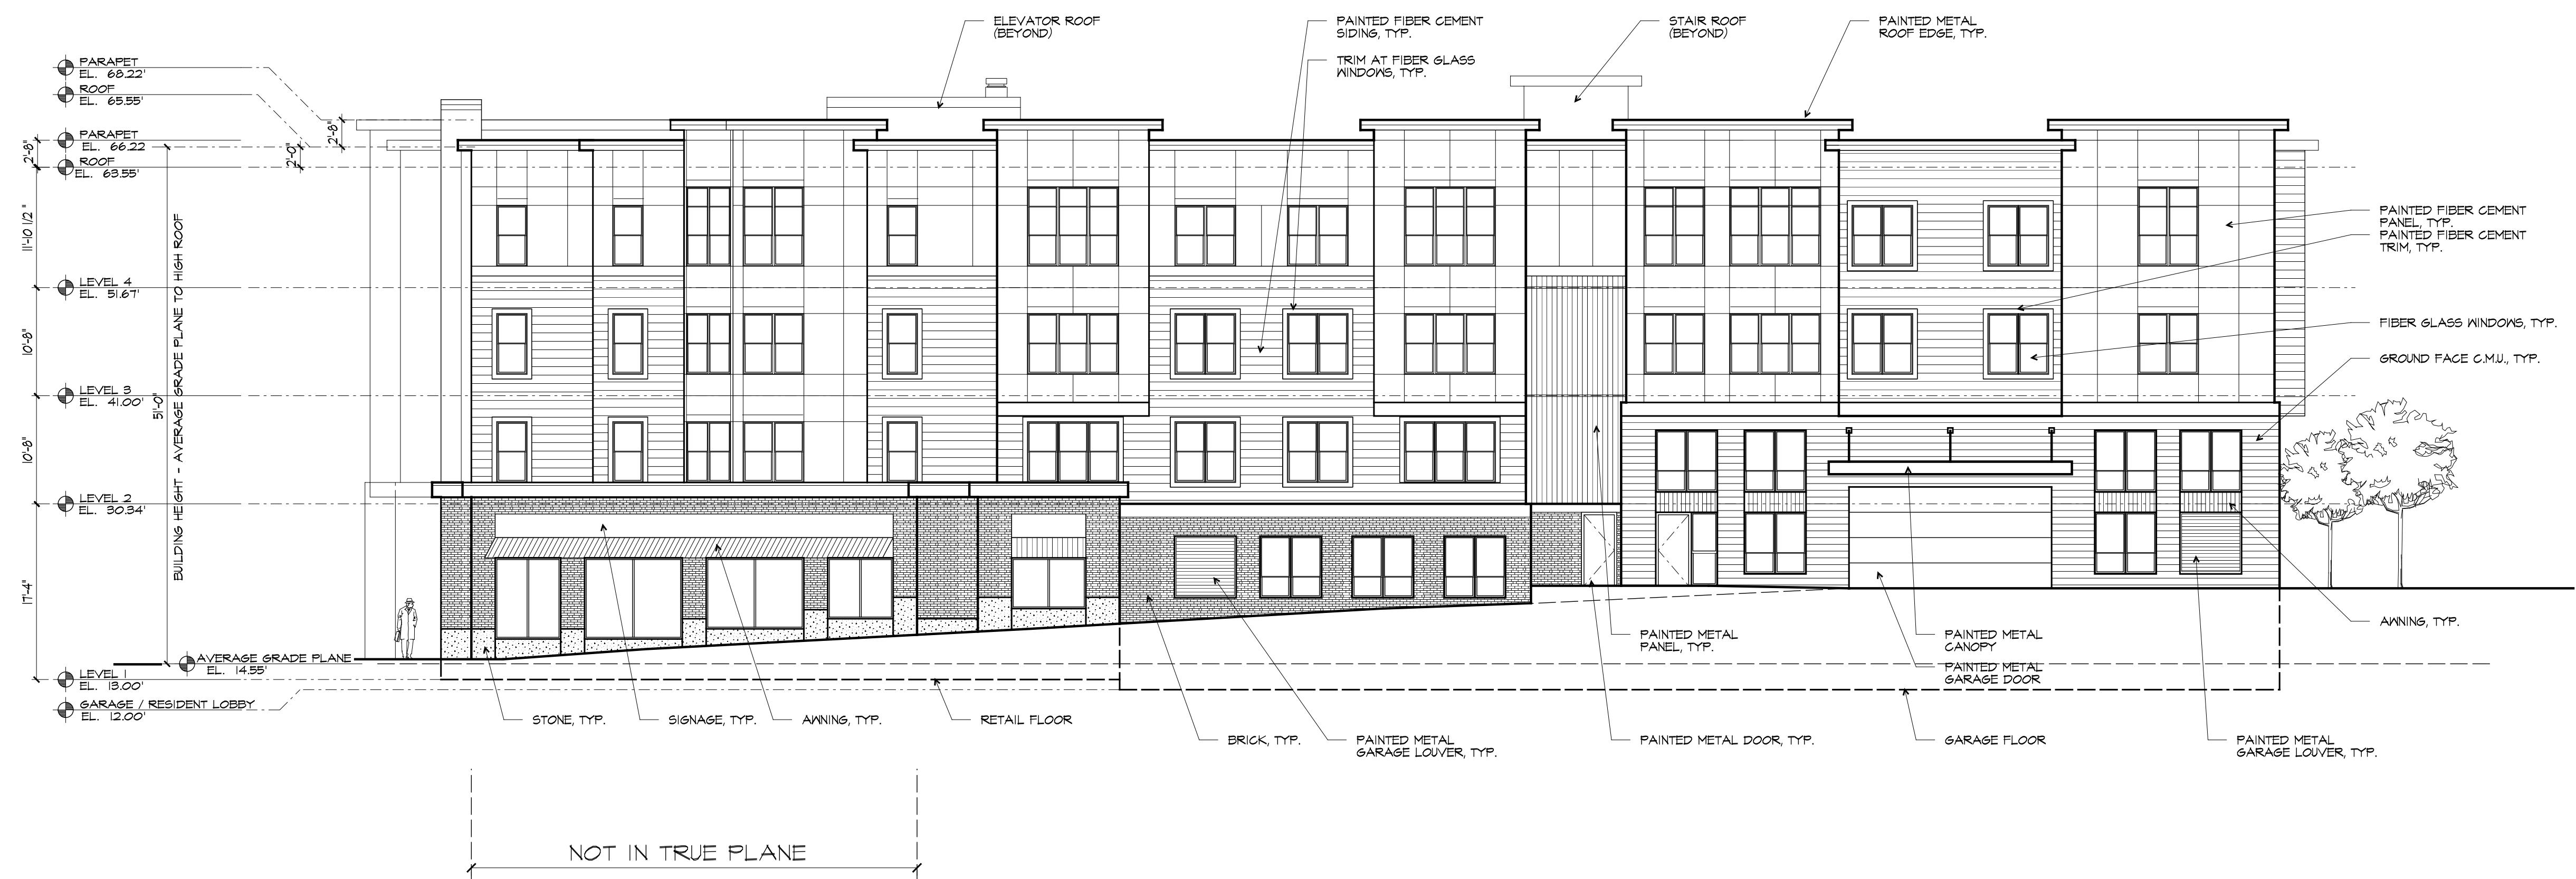 ELEVATOR ROOF
(BEYOND)
PAINTED FIBER CEMENT
SIDING, TYP.
TRIM AT FIBER GLASS
WINDOWS, TYP.
STAIR ROOF
(BEYOND)
PAINTED METAL
ROOF EDGE, TYP.
PARAPET
EL. 68.22'
ROOF
EL. 65.55'
PARAPET
EL. 66.22
ROOF
EL. 63.55'
LEVEL 4
EL. 51.67'
LEVEL 3
EL. 41.00'
LEVEL 2
EL. 30.34'
AVERAGE GRADE PLANE
EL. 14.55'
LEVEL 1
EL. 13.00'
GARAGE / RESIDENT LOBBY
EL. 12.00'
2'-8"
11'-10 1/2 "
10'-8"
10'-8"
17'-4"
51'-0"
BUILDING HEIGHT - AVERAGE GRADE PLANE TO HIGH ROOF
2'-0"
2'-8"
PAINTED FIBER CEMENT
PANEL, TYP.
PAINTED FIBER CEMENT
TRIM, TYP.
FIBER GLASS WINDOWS, TYP.
GROUND FACE C.M.U., TYP.
AWNING, TYP.
PAINTED METAL
PANEL, TYP.
PAINTED METAL
CANOPY
PAINTED METAL
GARAGE DOOR
STONE, TYP.
SIGNAGE, TYP.
AWNING, TYP.
RETAIL FLOOR
BRICK, TYP.
PAINTED METAL
GARAGE LOUVER, TYP.
PAINTED METAL DOOR, TYP.
GARAGE FLOOR
PAINTED METAL
GARAGE LOUVER, TYP.
NOT IN TRUE PLANE